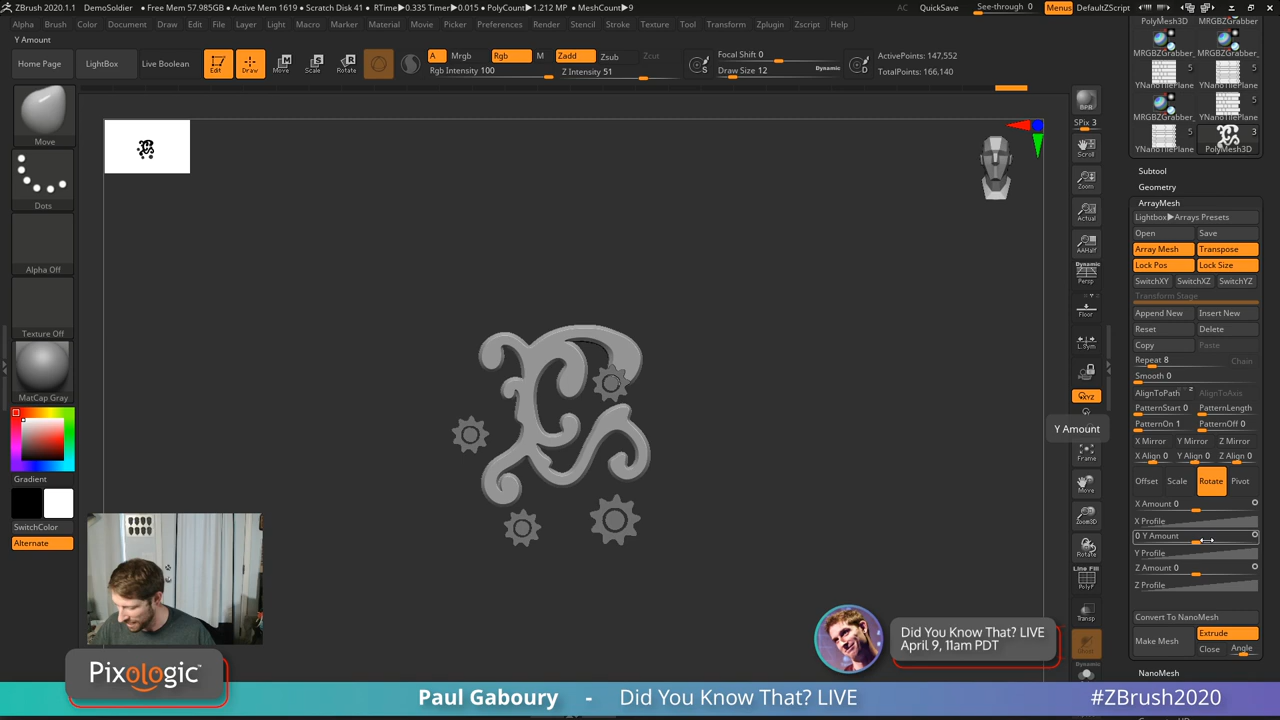 ZBrush 2020.1.1 DemoSoldier • Free Mem 57.985GB • Active Mem 1619 • Scratch Disk 41 • RTime▶0.335 Timer▶0.015 • PolyCount▶1.212 MP • MeshCount▶9
AC QuickSave See-through 0 Menus DefaultZScript
Alpha Brush Color Document Draw Edit File Layer Light Macro Marker Material Movie Picker Preferences Render Stencil Stroke Texture Tool Transform Zplugin Zscript Help
Y Amount
Home Page LightBox Live Boolean Edit Draw Move Scale Rotate
A Mrgb Rgb M Zadd Zsub Zcut
Rgb Intensity 100 Z Intensity 51
Focal Shift 0
Draw Size 12 Dynamic
ActivePoints: 147,552
TotalPoints: 166,140
Move
Dots
Alpha Off
Texture Off
MatCap Gray
Gradient
SwitchColor
Alternate
BPR
SPix 3
Scroll
Zoom
Actual
AAHalf
Dynamic
Persp
Floor
L.Sym
XYZ
Y Amount
Frame
Move
Zoom3D
Rotate
Line Fill
PolyF
Transp
Dynamic
PolyMesh3D MRGBZGrabber
MRGBZGrabber_ MRGBZGrabber_
5 5
YNanoTilePlane YNanoTilePlane
5
MRGBZGrabber_ YNanoTilePlane
5 3
YNanoTilePlane PolyMesh3D
Subtool
Geometry
ArrayMesh
Lightbox▶Arrays Presets
Open Save
Array Mesh Transpose
Lock Pos Lock Size
SwitchXY SwitchXZ SwitchYZ
Transform Stage
Append New Insert New
Reset Delete
Copy Paste
Repeat 8 Chain
Smooth 0
AlignToPath AlignToAxis
PatternStart 0 PatternLength
PatternOn 1 PatternOff 0
X Mirror Y Mirror Z Mirror
X Align 0 Y Align 0 Z Align 0
Offset Scale Rotate Pivot
X Amount 0
X Profile
0 Y Amount
Y Profile
Z Amount 0
Z Profile
Convert To NanoMesh
Make Mesh Extrude
Close Angle
NanoMesh
Did You Know That? LIVE
April 9, 11am PDT
Pixologic™
Paul Gaboury - Did You Know That? LIVE #ZBrush2020